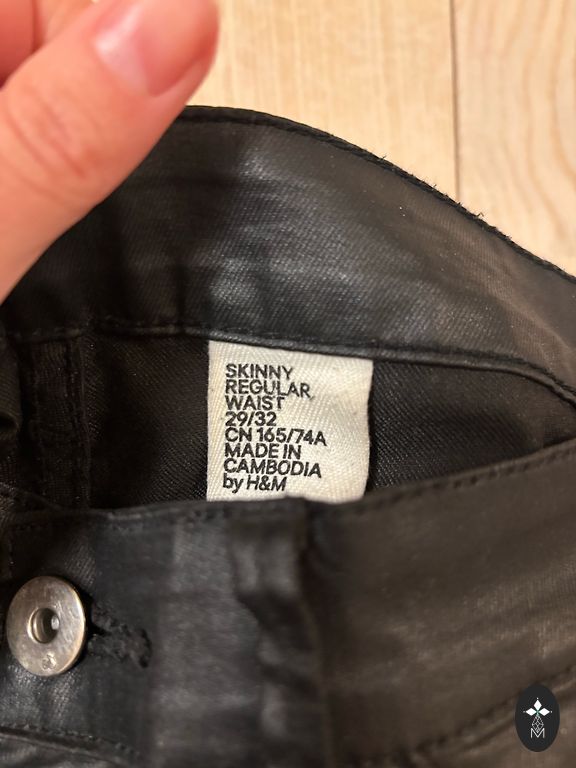 SKINNY
REGULAR
WAIST
29/32
CN 165/74A
MADE IN
CAMBODIA
by H&M
M